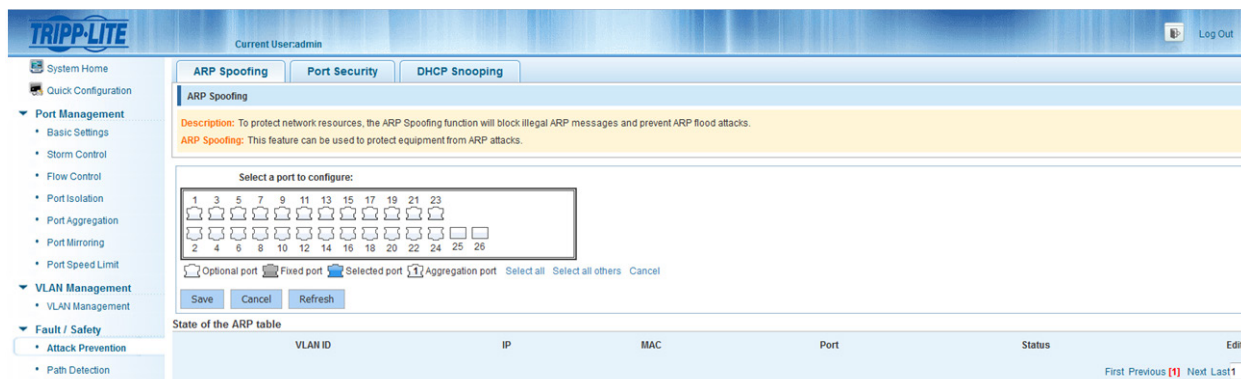 TRIPP·LITE
Current User:admin
Log Out
System Home
Quick Configuration
Port Management
Basic Settings
Storm Control
Flow Control
Port Isolation
Port Aggregation
Port Mirroring
Port Speed Limit
VLAN Management
VLAN Management
Fault / Safety
Attack Prevention
Path Detection
ARP Spoofing Port Security DHCP Snooping
ARP Spoofing
Description: To protect network resources, the ARP Spoofing function will block illegal ARP messages and prevent ARP flood attacks.
ARP Spoofing: This feature can be used to protect equipment from ARP attacks.
Select a port to configure:
1 3 5 7 9 11 13 15 17 19 21 23
2 4 6 8 10 12 14 16 18 20 22 24 25 26
Optional port Fixed port Selected port 1 Aggregation port Select all Select all others Cancel
Save Cancel Refresh
State of the ARP table
VLAN ID IP MAC Port Status Edi
First Previous [1] Next Last 1